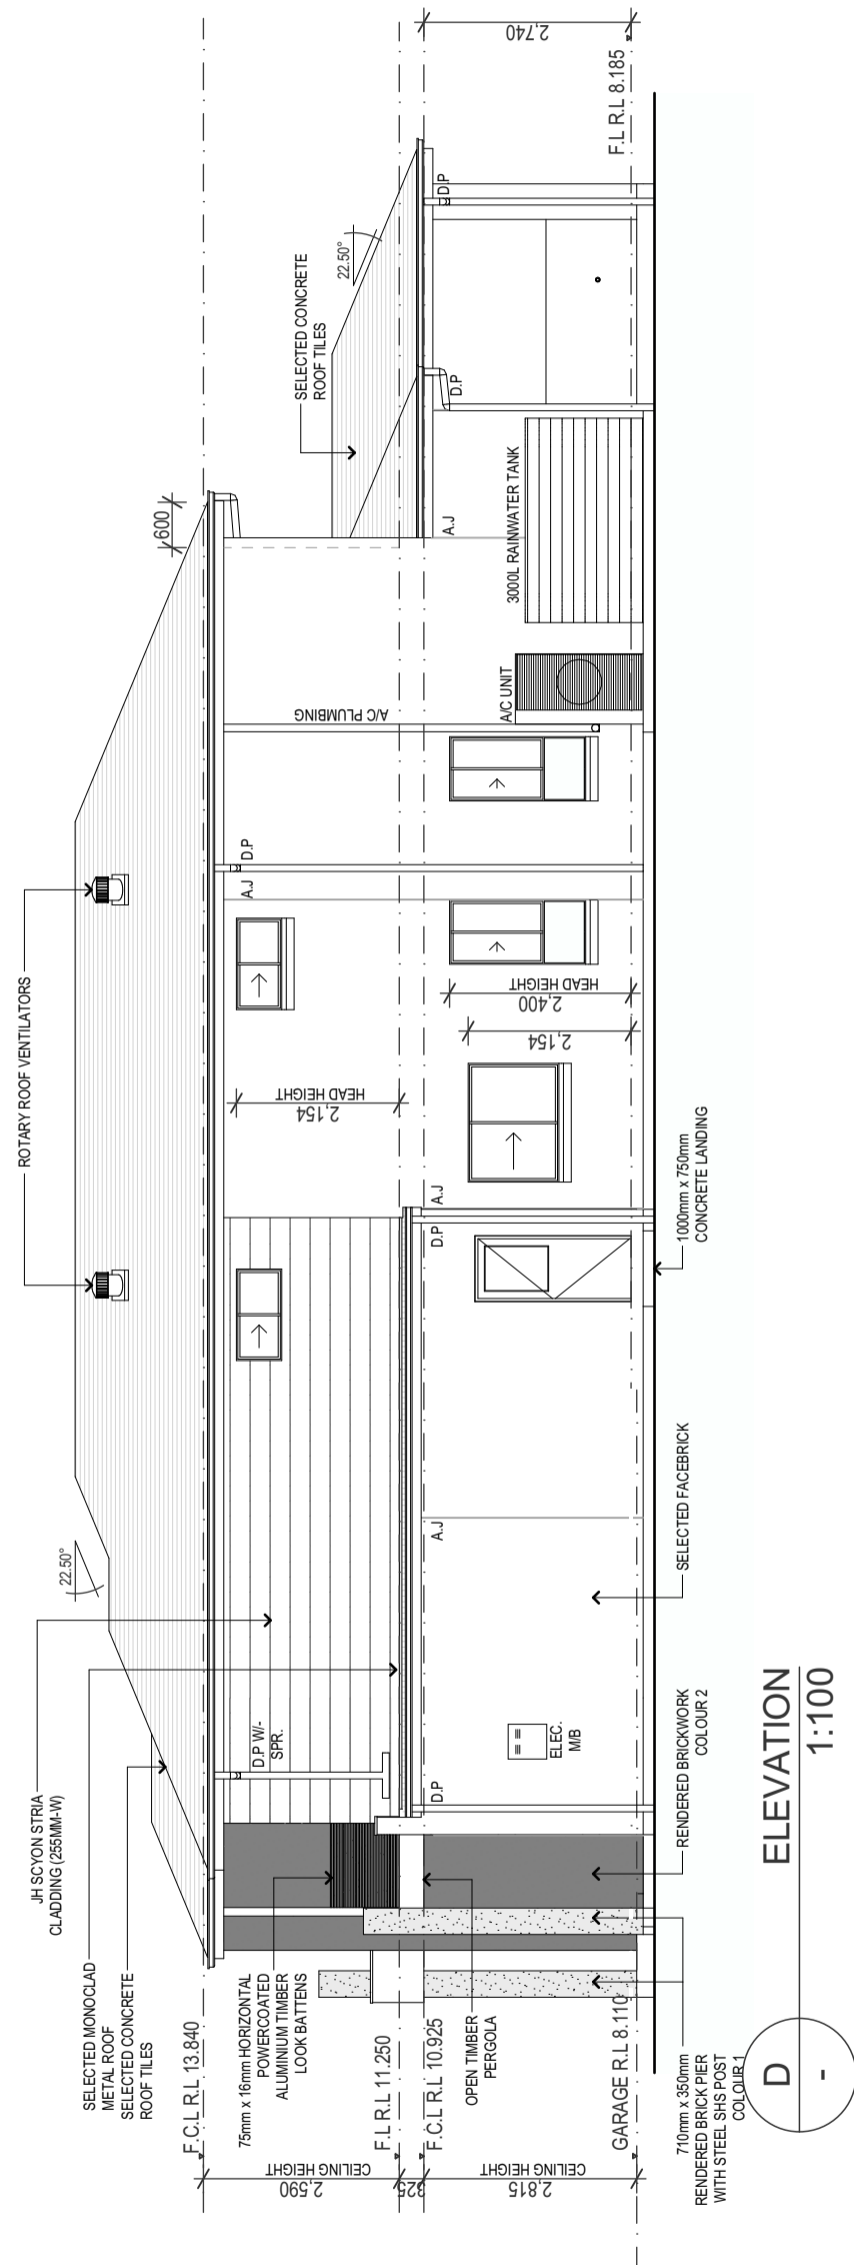 ROTARY ROOF VENTILATORS
JH SCYON STRIA
CLADDING (255MM-W)
SELECTED MONOCLAD
METAL ROOF
SELECTED CONCRETE
ROOF TILES
22.50°
600
22.50°
SELECTED CONCRETE
ROOF TILES
F.C.L R.L 13.840
75mm x 16mm HORIZONTAL
POWERCOATED
ALUMINIUM TIMBER
LOOK BATTENS
D.P W/-
SPR.
2,154
HEAD HEIGHT
A.J
D.P
A/C PLUMBING
F.L R.L 11.250
F.C.L R.L 10.925
OPEN TIMBER
PERGOLA
D.P
A.J
D.P
A.J
A.J
D.P
D.P
2,740
ELEC.
M/B
2,154
2,400
HEAD HEIGHT
A/C UNIT
3000L RAINWATER TANK
F.L R.L 8.185
GARAGE R.L 8.110
CEILING HEIGHT
2,590
325
CEILING HEIGHT
2,815
710mm x 350mm
RENDERED BRICK PIER
WITH STEEL SHS POST
COLOUR 1
RENDERED BRICKWORK
COLOUR 2
SELECTED FACEBRICK
1000mm x 750mm
CONCRETE LANDING
D
-
ELEVATION
1:100